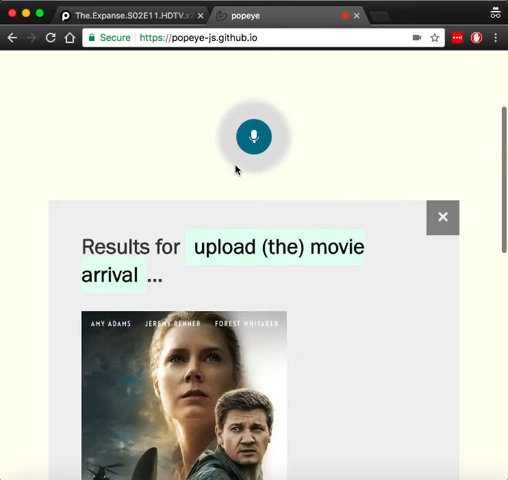 The.Expanse.S02E11.HDTV.x
popeye
Secure
https://popeye-js.github.io
Results for upload (the) movie
arrival ...
AMY ADAMS JEREMY RENNER FOREST WHITAKER